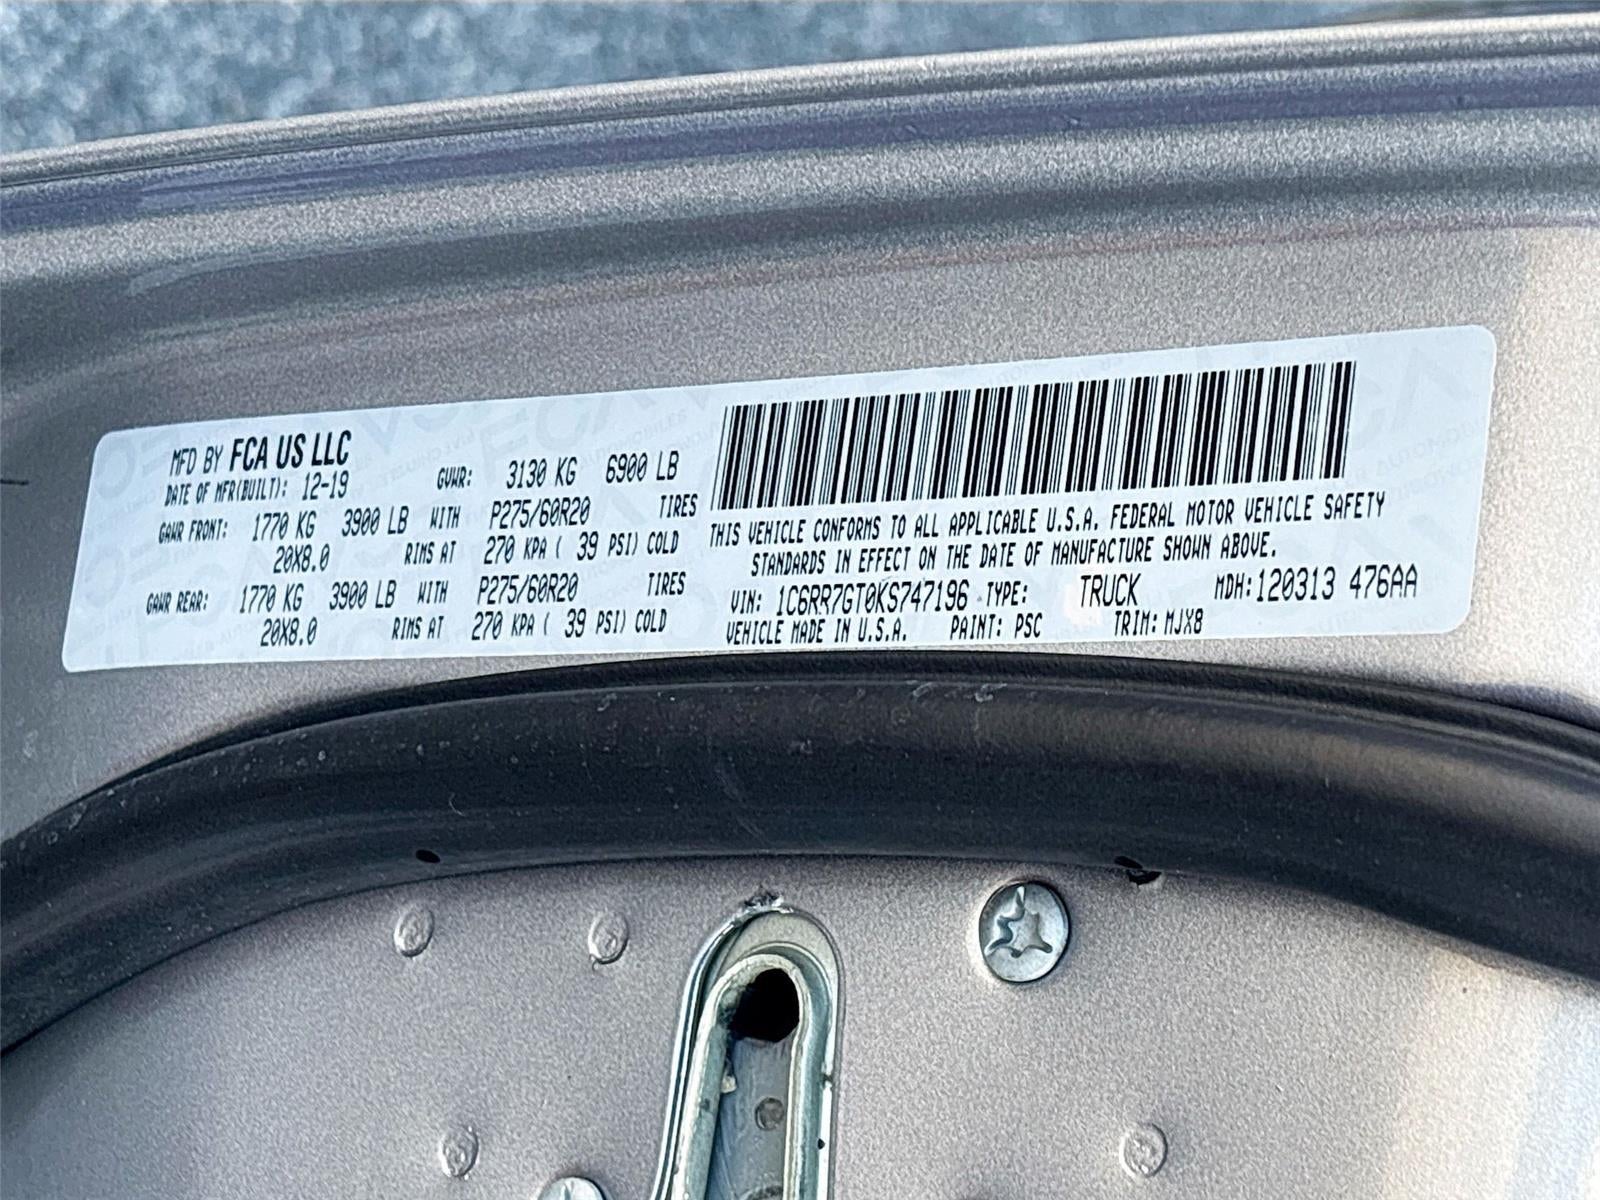 MFD BY FCA US LLC
DATE OF MFR(BUILT): 12-19 GVWR: 3130 KG 6900 LB
GAWR FRONT: 1770 KG 3900 LB WITH P275/60R20 TIRES
20X8.0 RIMS AT 270 KPA ( 39 PSI) COLD
GAWR REAR: 1770 KG 3900 LB WITH P275/60R20 TIRES
20X8.0 RIMS AT 270 KPA ( 39 PSI) COLD
THIS VEHICLE CONFORMS TO ALL APPLICABLE U.S.A. FEDERAL MOTOR VEHICLE SAFETY
STANDARDS IN EFFECT ON THE DATE OF MANUFACTURE SHOWN ABOVE.
VIN: 1C6RR7GT0KS747196 TYPE: TRUCK MDH:120313 476AA
VEHICLE MADE IN U.S.A. PAINT: PSC TRIM: MJX8